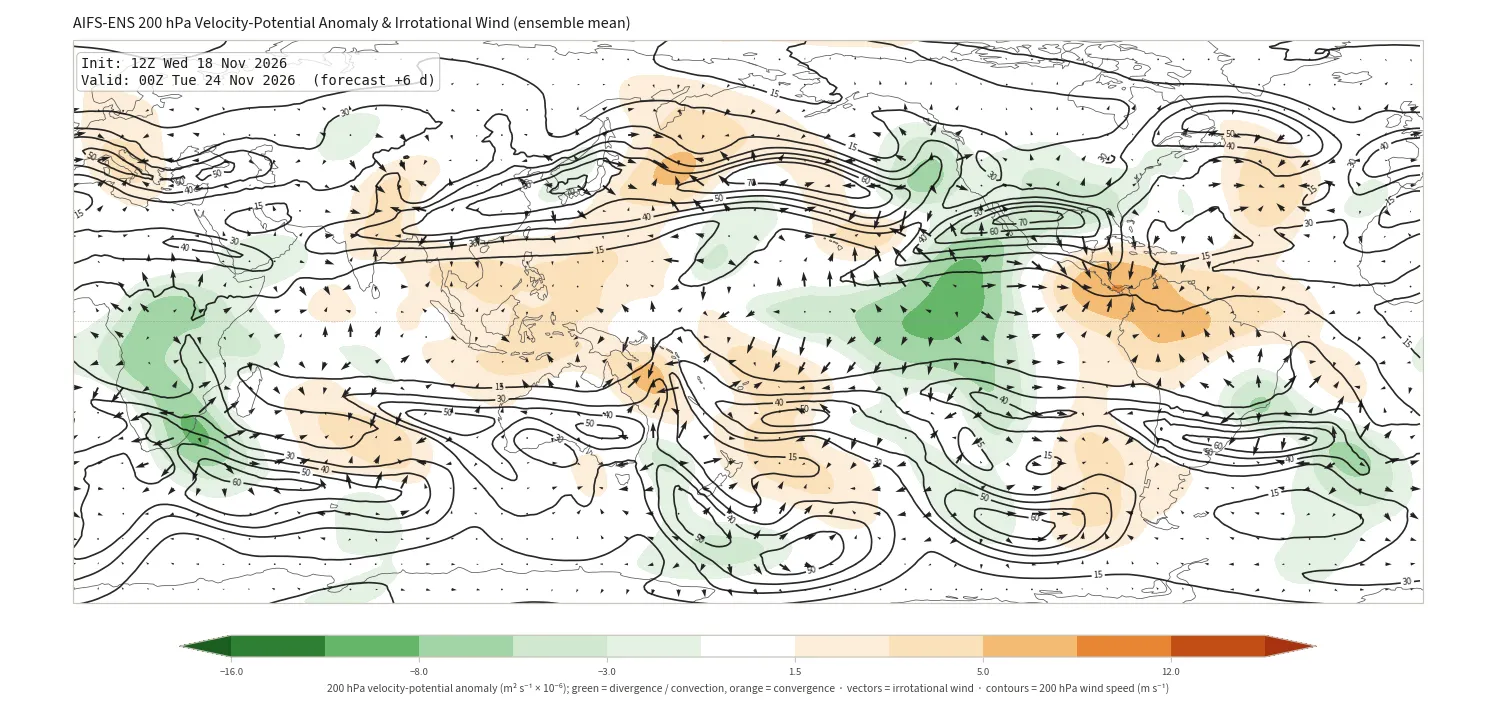 AIFS-ENS 200 hPa Velocity-Potential Anomaly & Irrotational Wind (ensemble mean)
Init: 12Z Wed 18 Nov 2026
Valid: 00Z Tue 24 Nov 2026 (forecast +6 d)
−16.0 −8.0 −3.0 1.5 5.0 12.0
200 hPa velocity-potential anomaly (m² s⁻¹ × 10⁻⁶); green = divergence / convection, orange = convergence · vectors = irrotational wind · contours = 200 hPa wind speed (m s⁻¹)